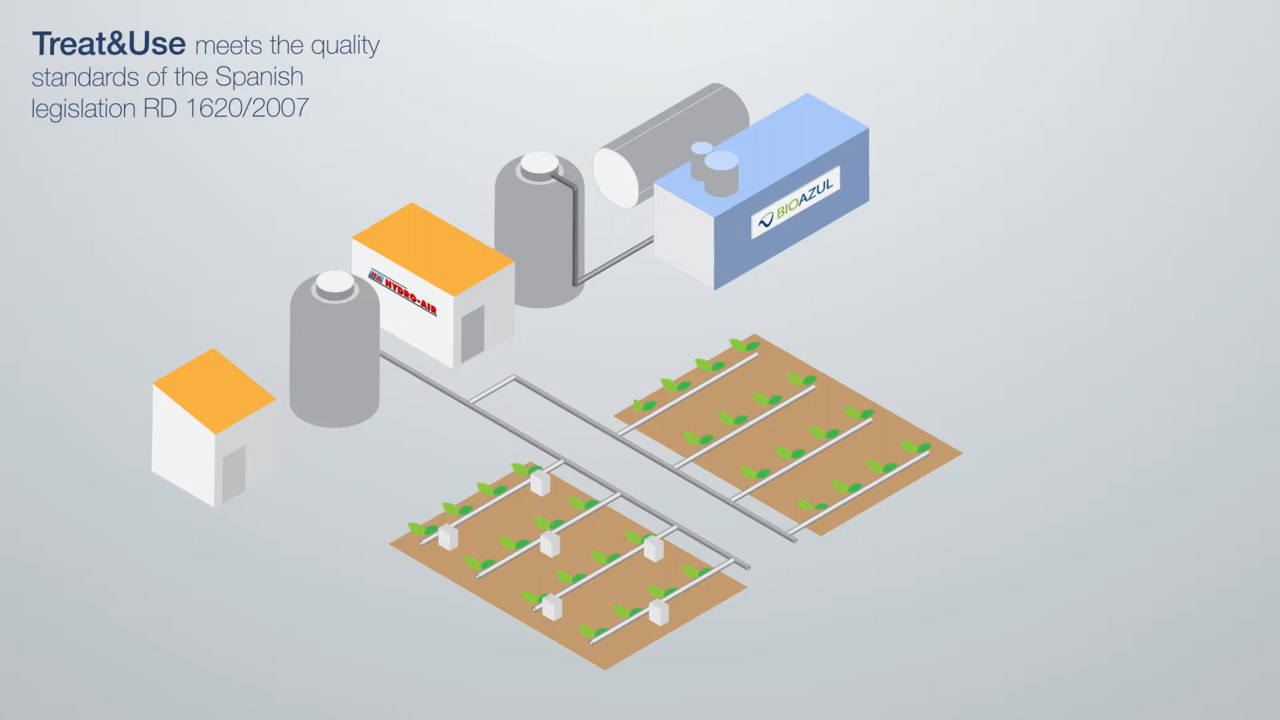 Treat&Use meets the quality
standards of the Spanish
legislation RD 1620/2007
BIOAZUL
HYDRO-AIR